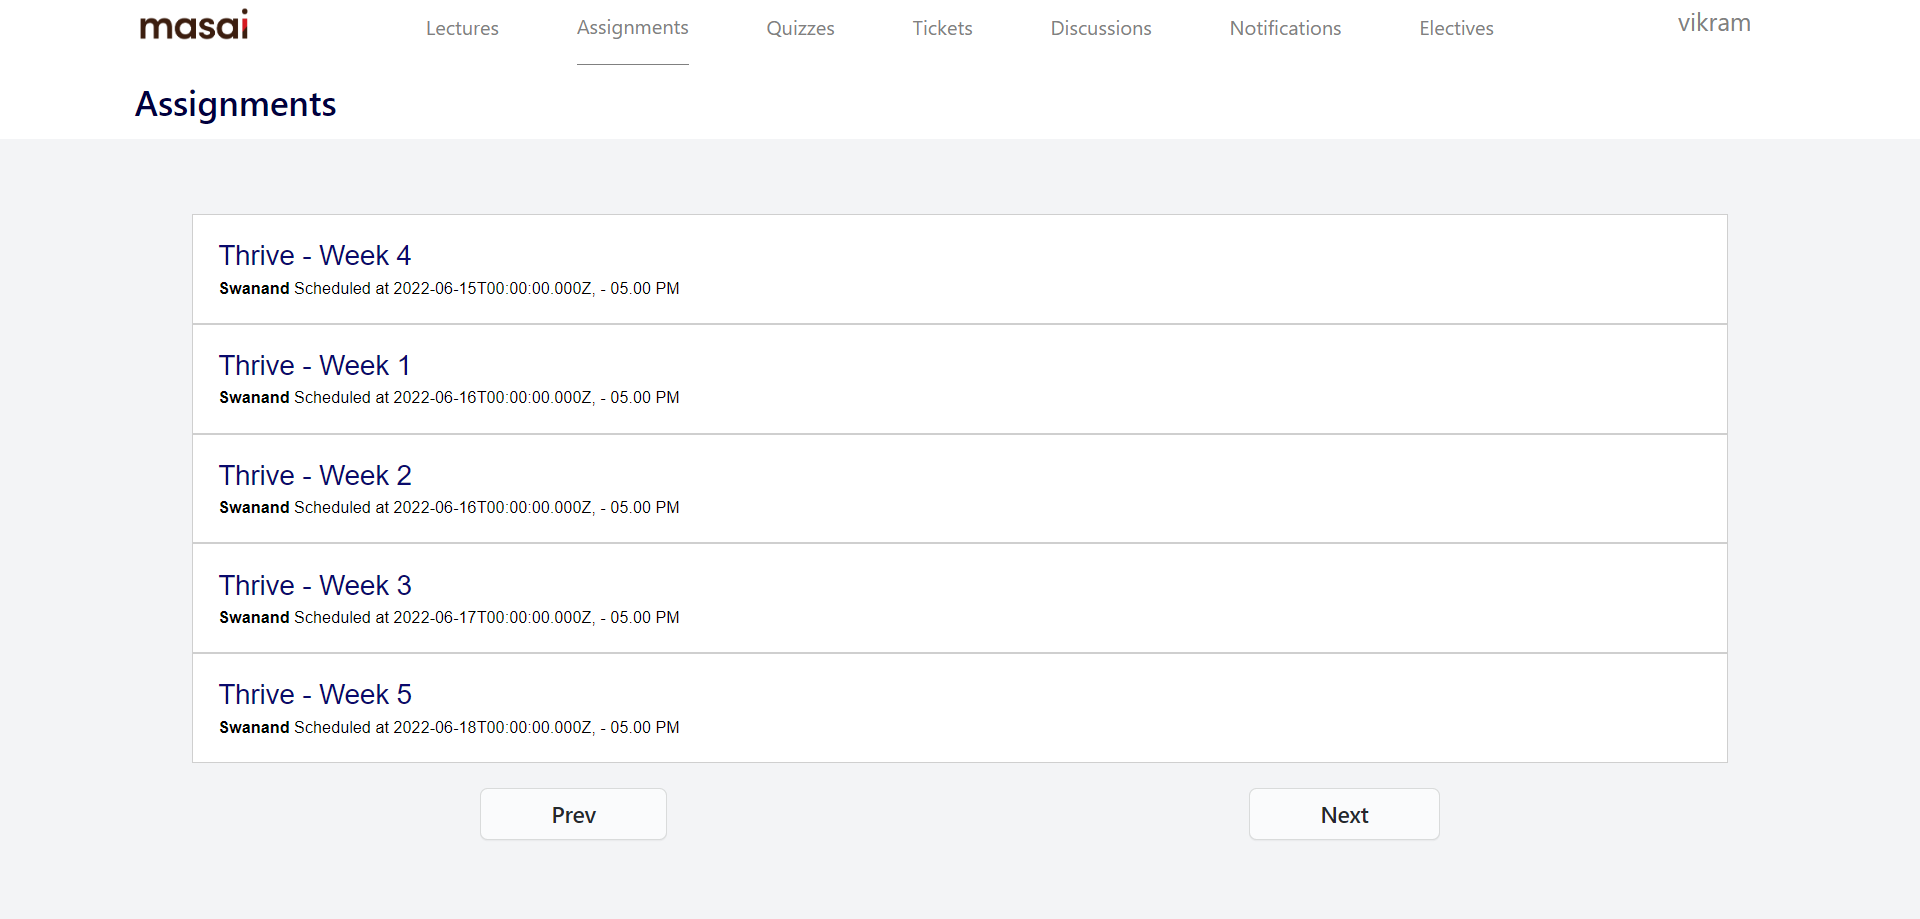 masai
Lectures
Assignments
Quizzes
Tickets
Discussions
Notifications
Electives
vikram
Assignments
Thrive - Week 4
Swanand Scheduled at 2022-06-15T00:00:00.000Z, - 05.00 PM
Thrive - Week 1
Swanand Scheduled at 2022-06-16T00:00:00.000Z, - 05.00 PM
Thrive - Week 2
Swanand Scheduled at 2022-06-16T00:00:00.000Z, - 05.00 PM
Thrive - Week 3
Swanand Scheduled at 2022-06-17T00:00:00.000Z, - 05.00 PM
Thrive - Week 5
Swanand Scheduled at 2022-06-18T00:00:00.000Z, - 05.00 PM
Prev
Next